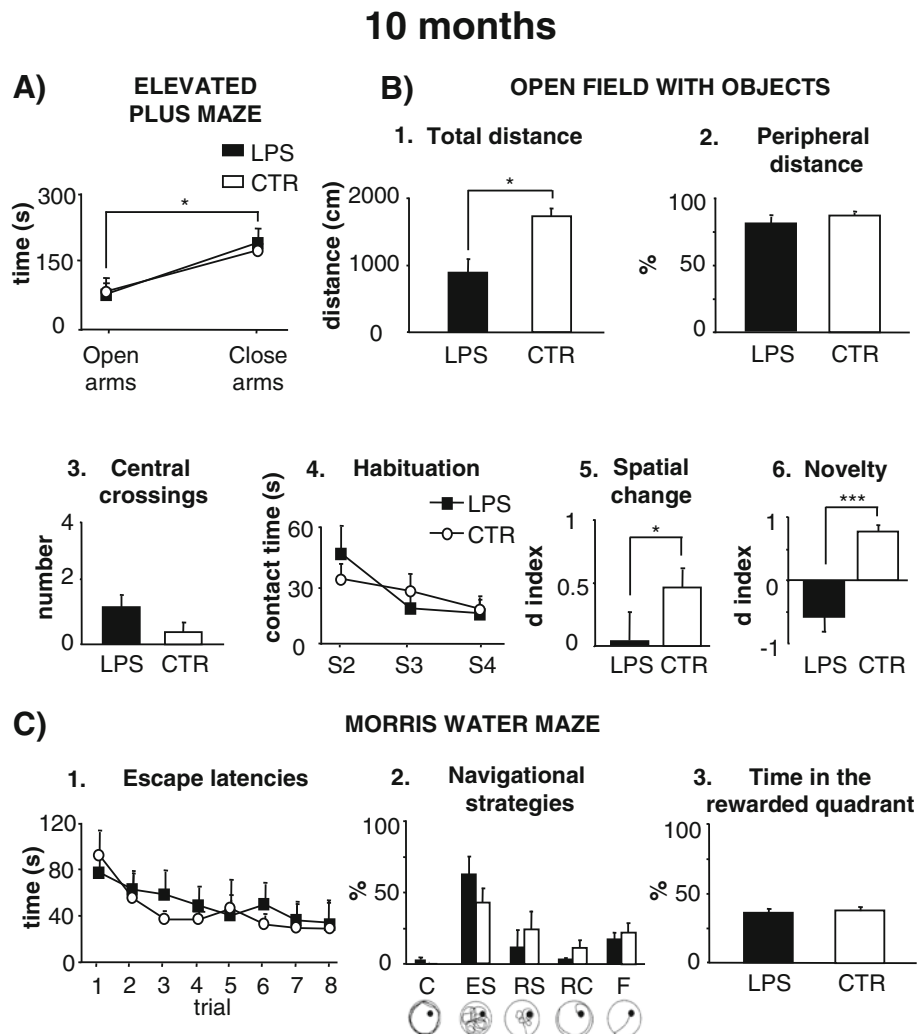 10 months
A) ELEVATED
PLUS MAZE
LPS
CTR
*
time (s)
300
150
0
Open
arms
Close
arms
B) OPEN FIELD WITH OBJECTS
1. Total distance
*
distance (cm)
2000
1000
0
LPS CTR
2. Peripheral
distance
%
100
50
0
LPS CTR
3. Central
crossings
number
4
2
0
LPS CTR
4. Habituation
LPS
CTR
contact time (s)
60
30
0
S2 S3 S4
5. Spatial
change
*
d index
1
0.5
0
LPS CTR
6. Novelty
***
d index
1
0
-1
LPS CTR
C) MORRIS WATER MAZE
1. Escape latencies
time (s)
120
80
40
0
1 2 3 4 5 6 7 8
trial
2. Navigational
strategies
%
100
50
0
C ES RS RC F
3. Time in the
rewarded quadrant
%
100
50
0
LPS CTR